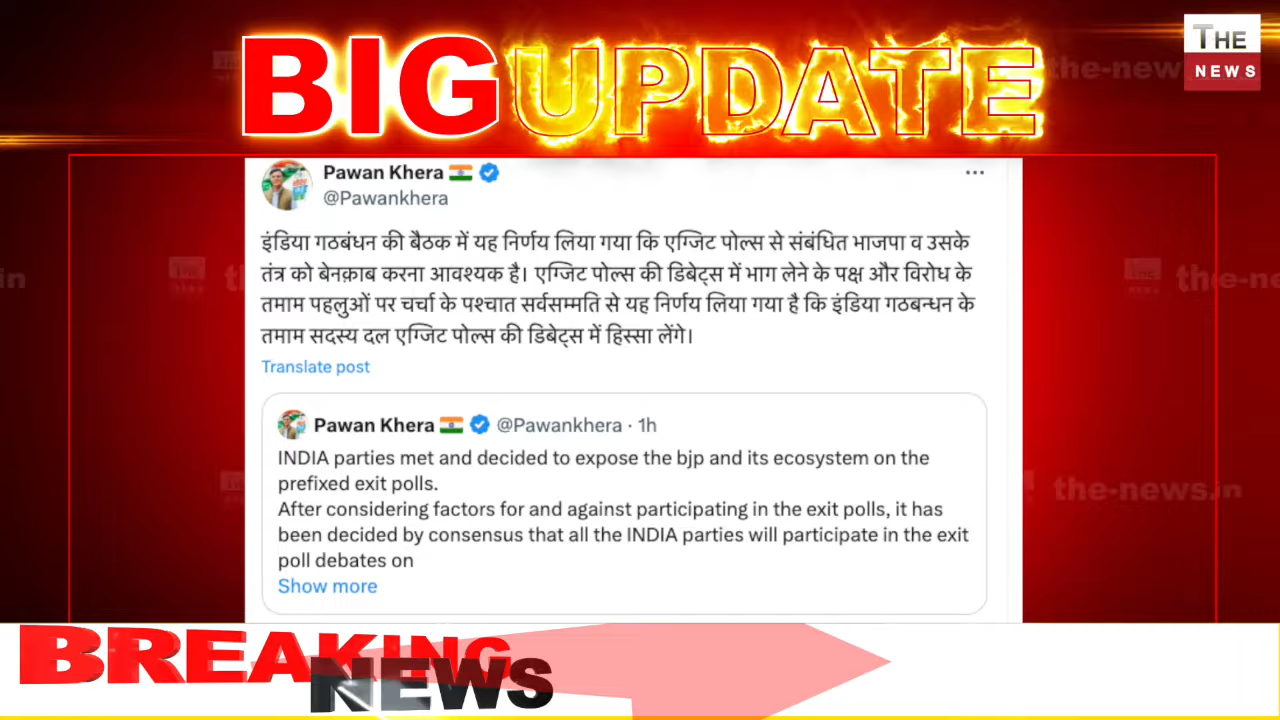 BIG UPDATE
THE
NEWS
Pawan Khera
@Pawankhera
इंडिया गठबंधन की बैठक में यह निर्णय लिया गया कि एग्जिट पोल्स से संबंधित भाजपा व उसके
तंत्र को बेनक़ाब करना आवश्यक है। एग्जिट पोल्स की डिबेट्स में भाग लेने के पक्ष और विरोध के
तमाम पहलुओं पर चर्चा के पश्चात सर्वसम्मति से यह निर्णय लिया गया है कि इंडिया गठबन्धन के
तमाम सदस्य दल एग्जिट पोल्स की डिबेट्स में हिस्सा लेंगे।
Translate post
Pawan Khera @Pawankhera · 1h
INDIA parties met and decided to expose the bjp and its ecosystem on the
prefixed exit polls.
After considering factors for and against participating in the exit polls, it has
been decided by consensus that all the INDIA parties will participate in the exit
poll debates on
Show more
the-news.in
BREAKING
NEWS